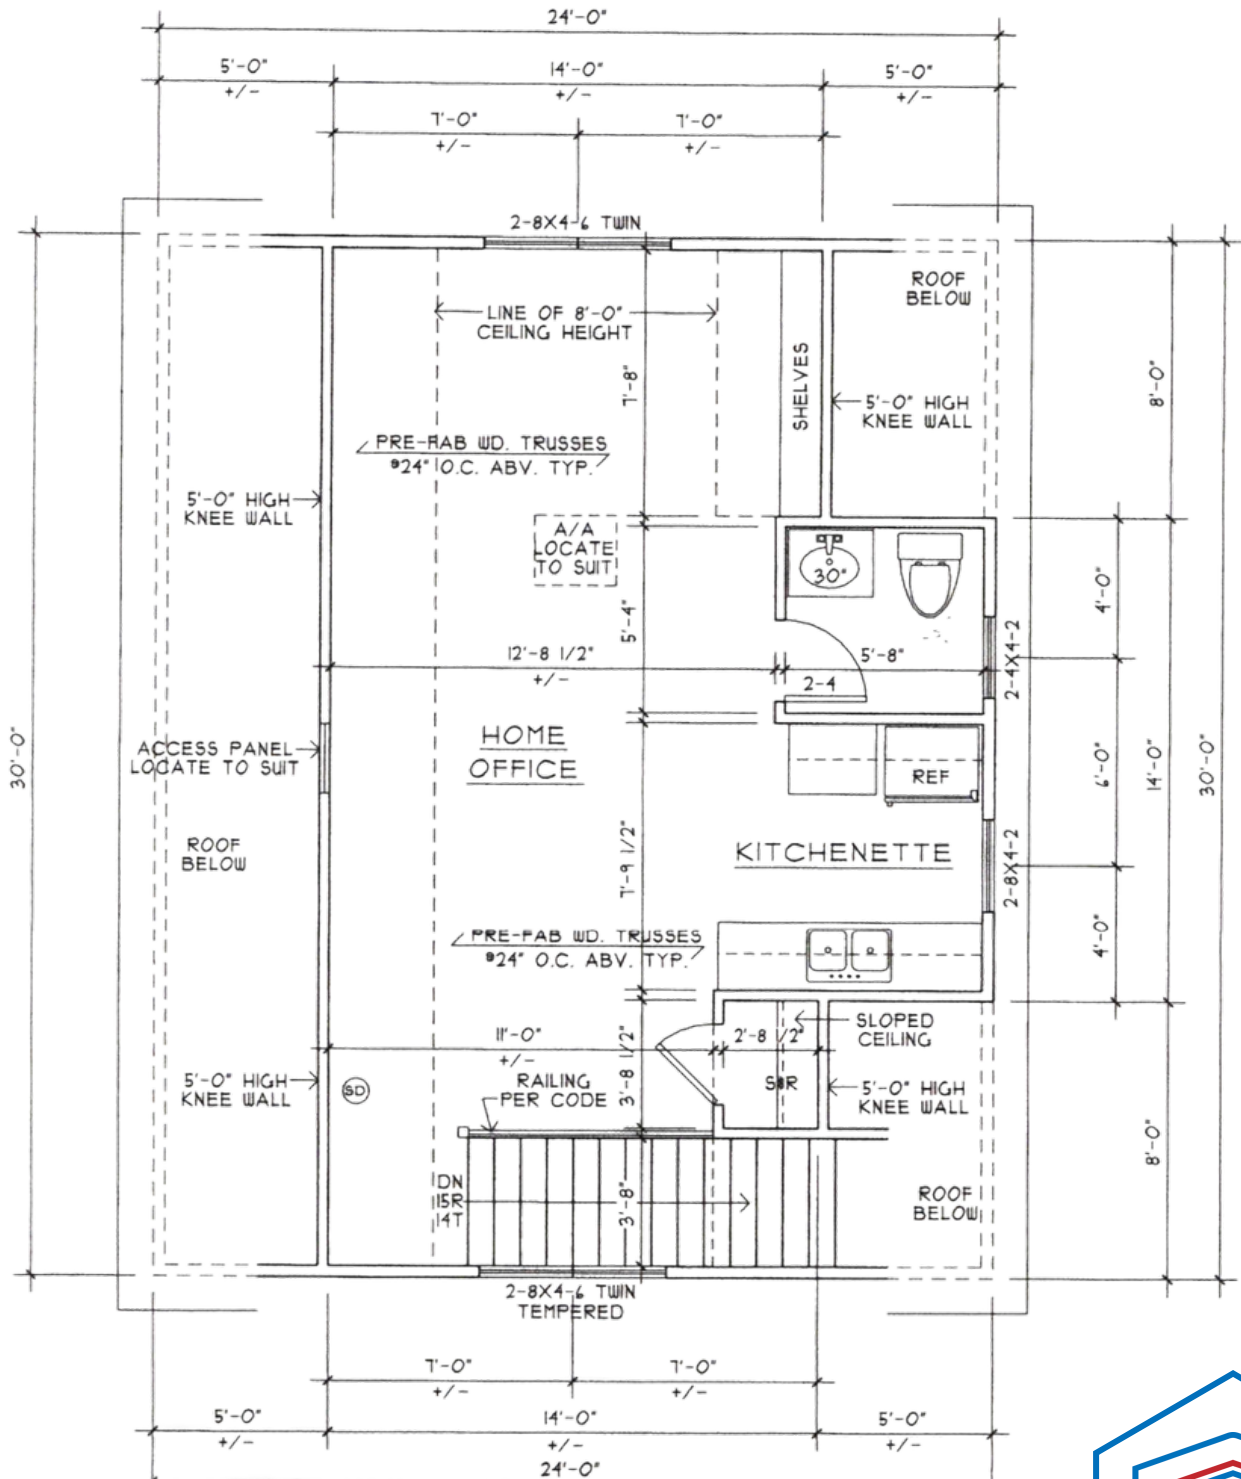 24'-0"
5'-0"
+/-
14'-0"
+/-
5'-0"
+/-
7'-0"
+/-
7'-0"
+/-
2-8X4-6 TWIN
ROOF
BELOW
LINE OF 8'-0"
CEILING HEIGHT
7'-8"
SHELVES
8'-0"
5'-0" HIGH
KNEE WALL
PRE-FAB WD. TRUSSES
@24" O.C. ABV. TYP.
5'-0" HIGH
KNEE WALL
A/A
LOCATE
TO SUIT
30"
4'-0"
5'-4"
12'-8 1/2"
+/-
5'-8"
2-4
2-4X4-2
HOME
OFFICE
ACCESS PANEL
LOCATE TO SUIT
30'-0"
REF
6'-0"
14'-0"
30'-0"
ROOF
BELOW
7'-9 1/2"
KITCHENETTE
2-8X4-2
PRE-FAB WD. TRUSSES
@24" O.C. ABV. TYP.
4'-0"
11'-0"
+/-
2'-8 1/2"
SLOPED
CEILING
3'-8 1/2"
5'-0" HIGH
KNEE WALL
SD
RAILING
PER CODE
5'-0" HIGH
KNEE WALL
8'-0"
DN
15R
14T
3'-8"
ROOF
BELOW
2-8X4-6 TWIN
TEMPERED
7'-0"
+/-
7'-0"
+/-
5'-0"
+/-
14'-0"
+/-
5'-0"
+/-
24'-0"